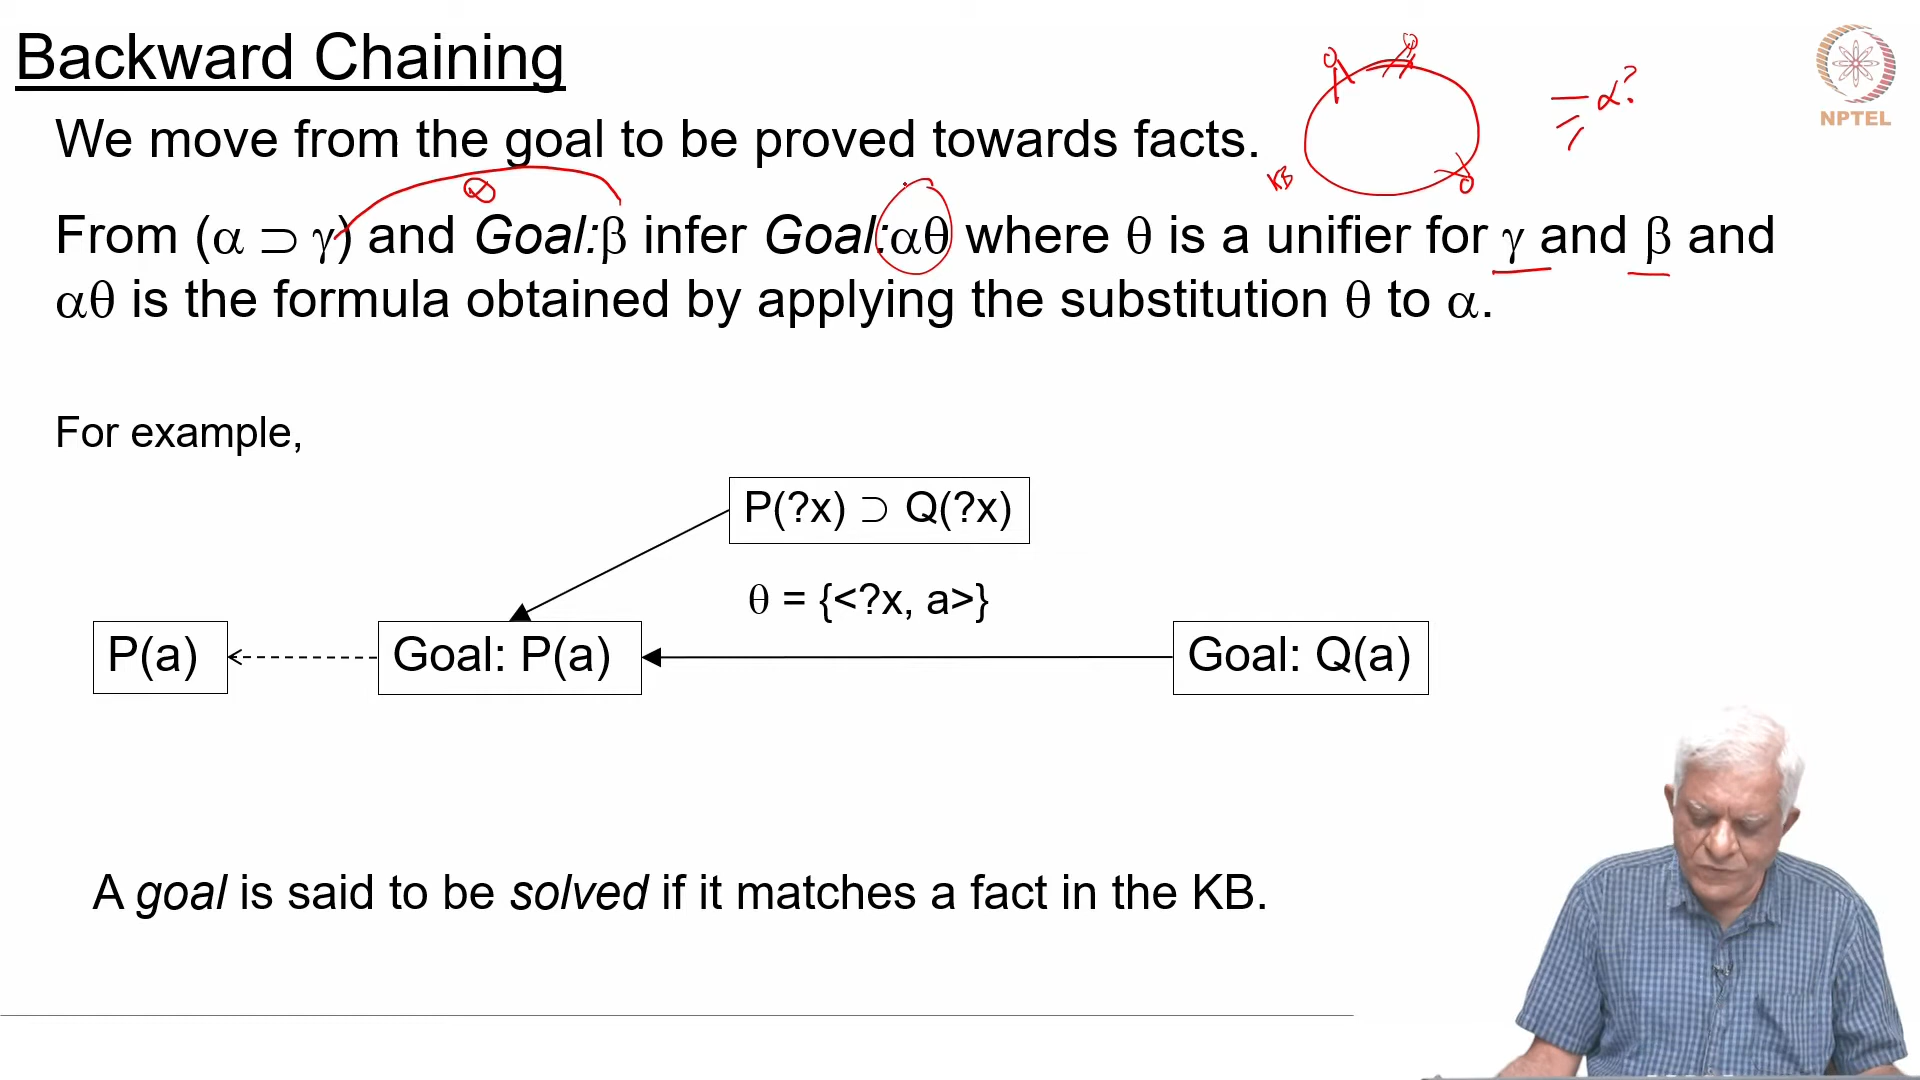 Backward Chaining
We move from the goal to be proved towards facts.
α?
NPTEL
KB
θ
From (α ⊃ γ) and Goal:β infer Goal:αθ where θ is a unifier for γ and β and
αθ is the formula obtained by applying the substitution θ to α.
For example,
P(?x) ⊃ Q(?x)
θ = {<?x, a>}
P(a)
Goal: P(a)
Goal: Q(a)
A goal is said to be solved if it matches a fact in the KB.